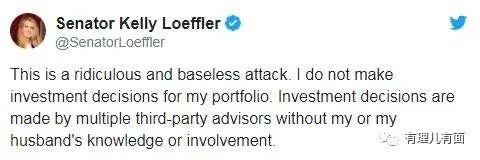 Senator Kelly Loeffler
@SenatorLoeffler
This is a ridiculous and baseless attack. I do not make
investment decisions for my portfolio. Investment decisions are
made by multiple third-party advisors without my or my
husband's knowledge or involvement.
有理儿有面